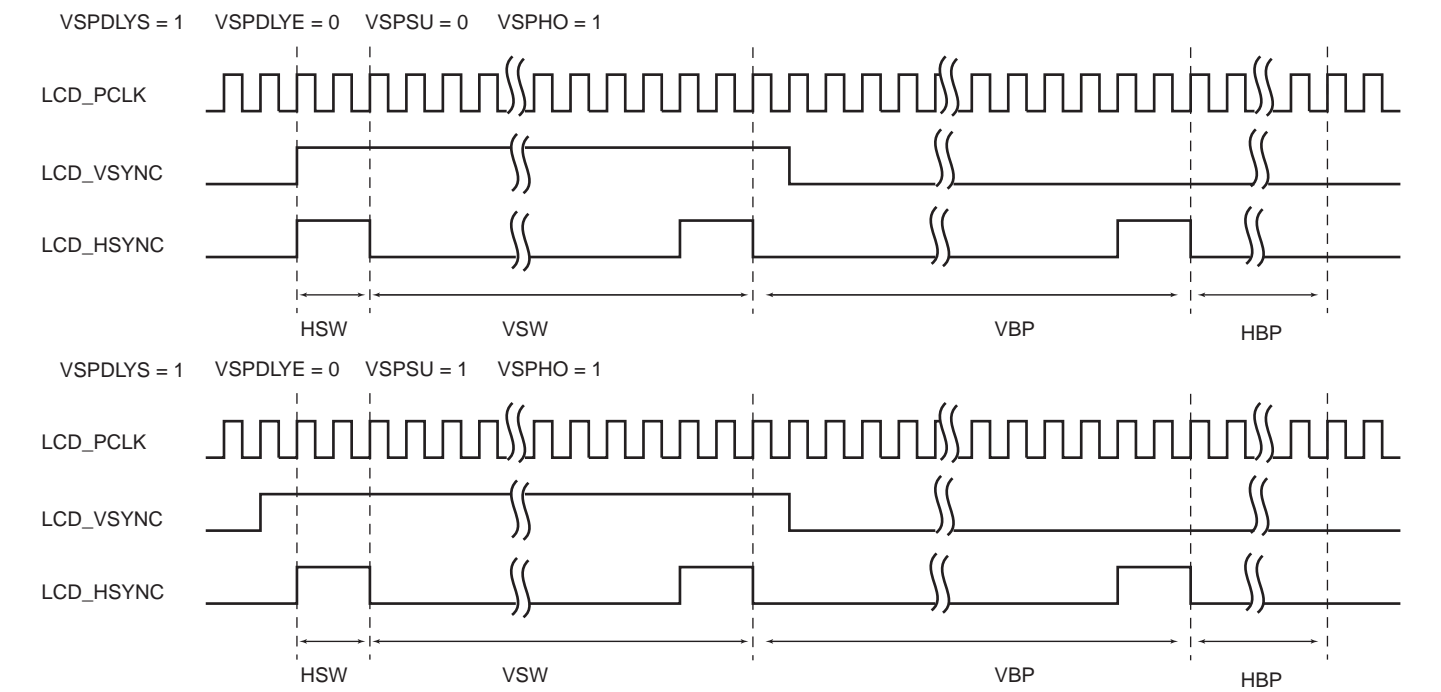 VSPDLYS = 1 VSPDLYE = 0 VSPSU = 0 VSPHO = 1
LCD_PCLK
LCD_VSYNC
LCD_HSYNC
HSW VSW VBP HBP
VSPDLYS = 1 VSPDLYE = 0 VSPSU = 1 VSPHO = 1
LCD_PCLK
LCD_VSYNC
LCD_HSYNC
HSW VSW VBP HBP